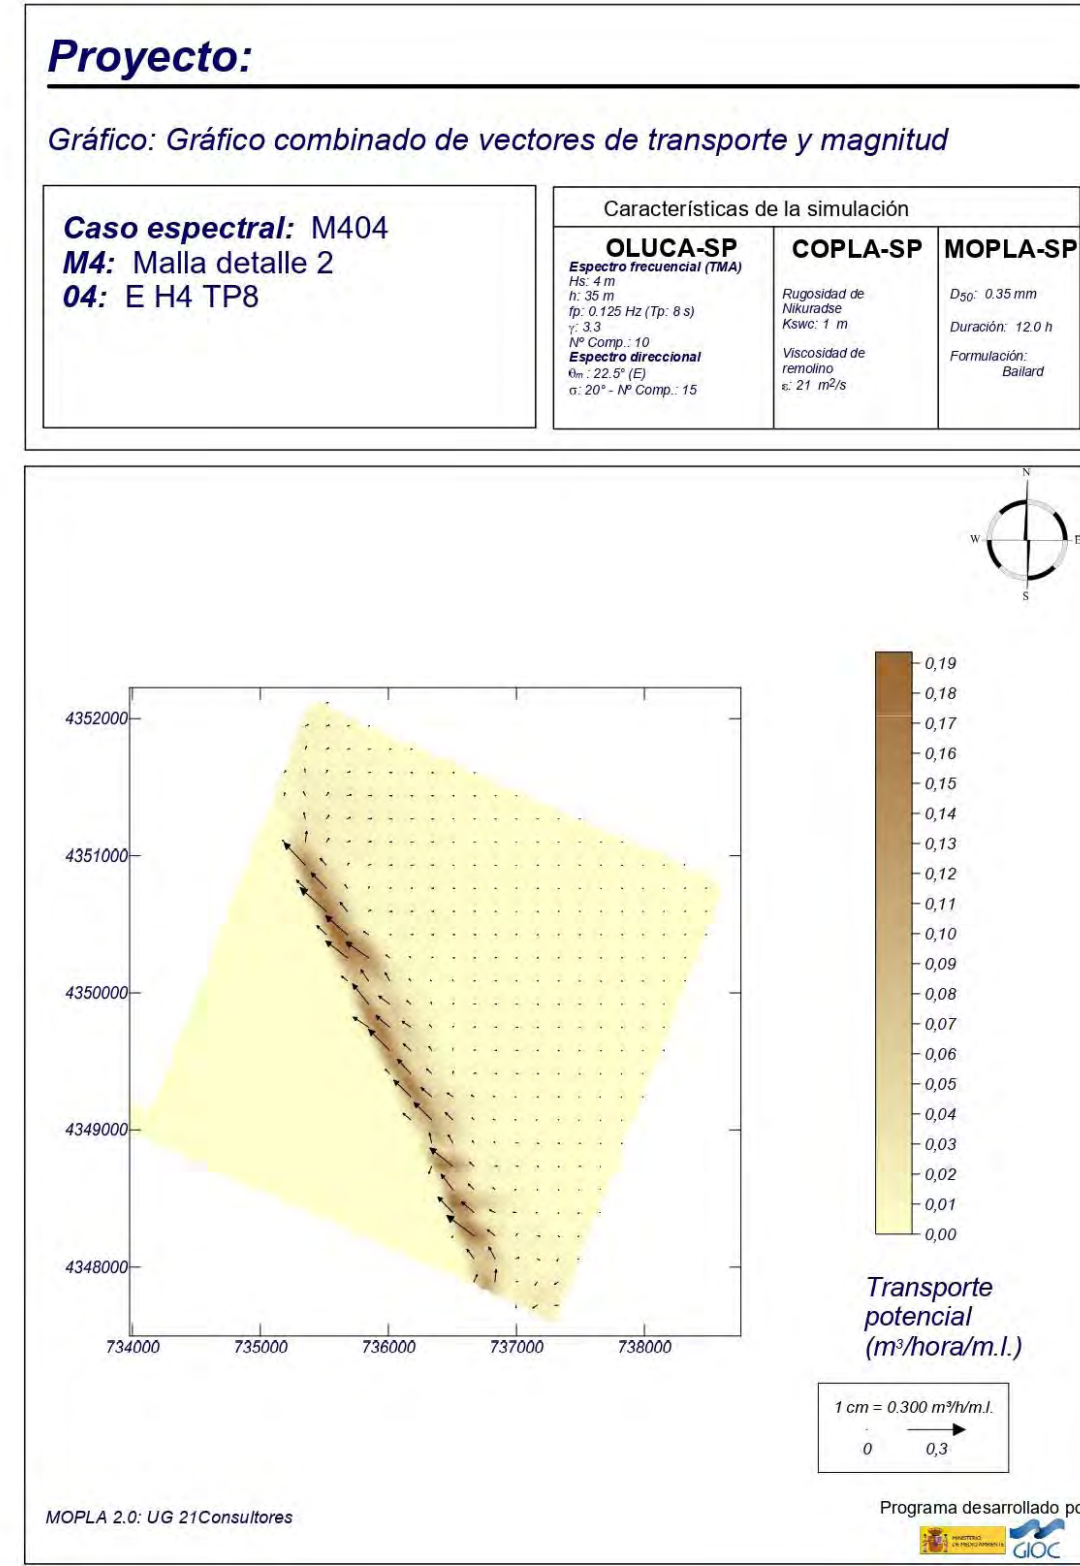 Proyecto:
Gráfico: Gráfico combinado de vectores de transporte y magnitud
Caso espectral: M404
M4: Malla detalle 2
04: E H4 TP8
Características de la simulación
OLUCA-SP
Espectro frecuencial (TMA)
Hs: 4 m
h: 35 m
fp: 0.125 Hz (Tp: 8 s)
γ: 3.3
Nº Comp.: 10
Espectro direccional
θm : 22.5° (E)
σ: 20° - Nº Comp.: 15
COPLA-SP
Rugosidad de
Nikuradse
Kswc: 1 m
Viscosidad de
remolino
ε: 21 m2/s
MOPLA-SP
D50: 0.35 mm
Duración: 12.0 h
Formulación:
Bailard
N
W E
S
0,19
0,18
0,17
0,16
0,15
0,14
0,13
0,12
0,11
0,10
0,09
0,08
0,07
0,06
0,05
0,04
0,03
0,02
0,01
0,00
4352000
4351000
4350000
4349000
4348000
734000 735000 736000 737000 738000
Transporte
potencial
(m³/hora/m.l.)
1 cm = 0.300 m³/h/m.l.
0 0,3
MOPLA 2.0: UG 21Consultores
Programa desarrollado po
MINISTERIO
DE MEDIO AMBIENTE
GIOC